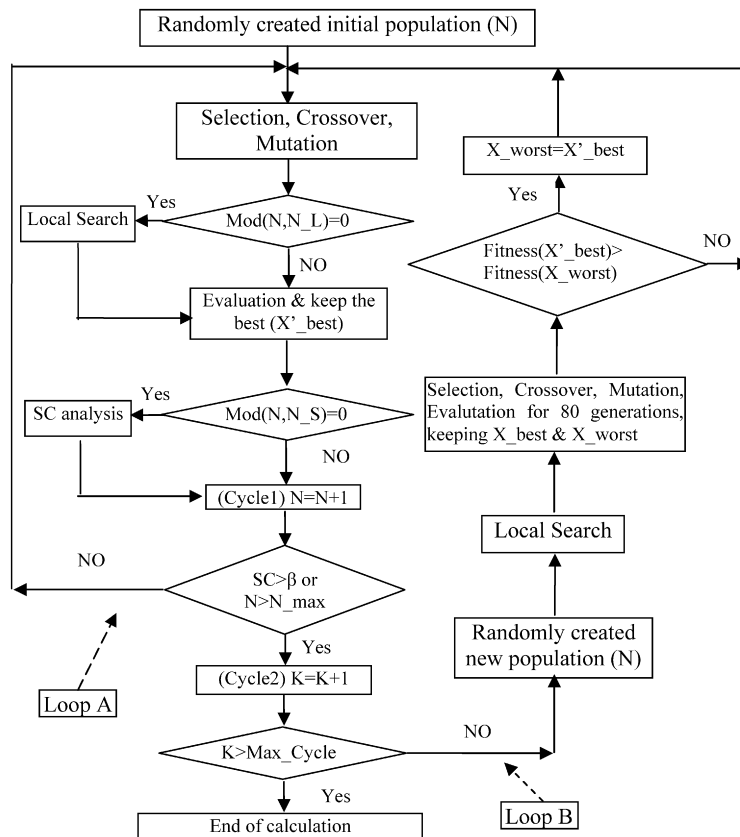 Randomly created initial population (N)
Selection, Crossover,
Mutation
Yes
Local Search
Mod(N,N_L)=0
NO
Evaluation & keep the
best (X’_best)
Yes
SC analysis
Mod(N,N_S)=0
NO
(Cycle1) N=N+1
NO
SC>β or
N>N_max
Yes
(Cycle2) K=K+1
Loop A
K>Max_Cycle
NO
Yes
End of calculation
Loop B
Randomly created
new population (N)
Local Search
Selection, Crossover, Mutation,
Evalutation for 80 generations,
keeping X_best & X_worst
Fitness(X’_best)>
Fitness(X_worst)
NO
Yes
X_worst=X’_best